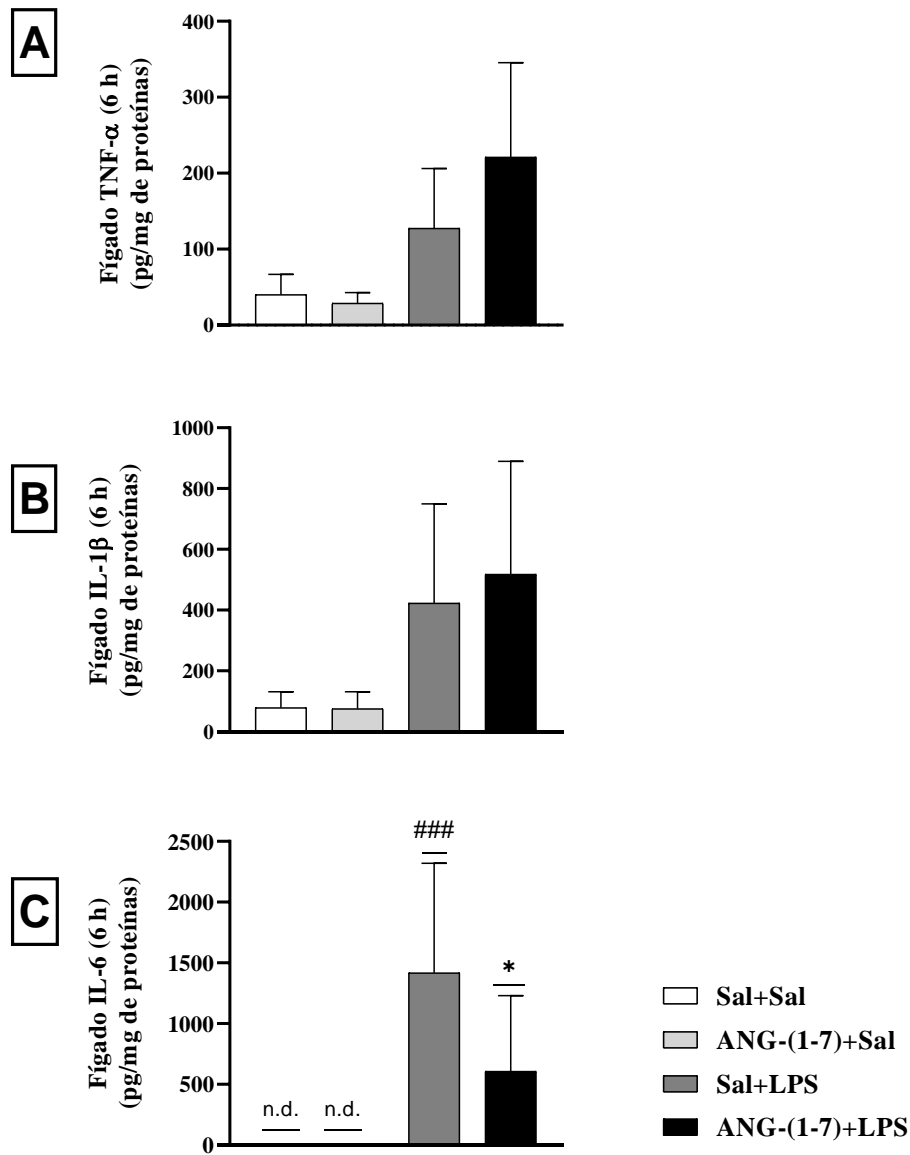 A
Fígado TNF-α (6 h)
(pg/mg de proteínas)
400
300
200
100
0
B
Fígado IL-1β (6 h)
(pg/mg de proteínas)
1000
800
600
400
200
0
C
Fígado IL-6 (6 h)
(pg/mg de proteínas)
2500
2000
1500
1000
500
0
n.d.
n.d.
###
*
Sal+Sal
ANG-(1-7)+Sal
Sal+LPS
ANG-(1-7)+LPS